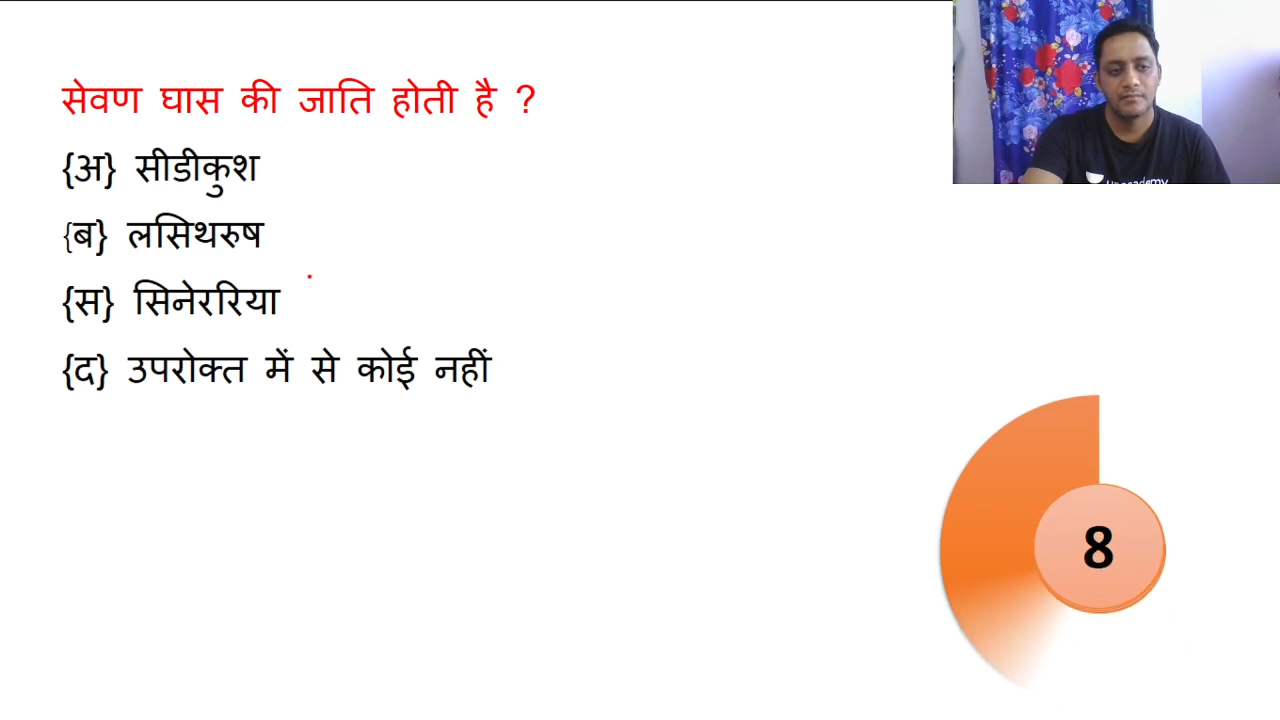 सेवण घास की जाति होती है ?
{अ} सीडीकुश
{ब} लसिथरुष
{स} सिनेररिया
{द} उपरोक्त में से कोई नहीं
8